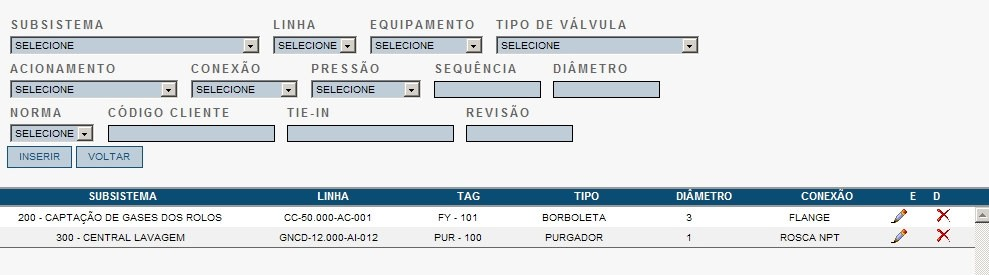 SUBSISTEMA LINHA EQUIPAMENTO TIPO DE VÁLVULA
SELECIONE SELECIONE SELECIONE SELECIONE
ACIONAMENTO CONEXÃO PRESSÃO SEQUÊNCIA DIÂMETRO
SELECIONE SELECIONE SELECIONE
NORMA CÓDIGO CLIENTE TIE-IN REVISÃO
SELECIONE
INSERIR VOLTAR
SUBSISTEMA LINHA TAG TIPO DIÂMETRO CONEXÃO E D
200 - CAPTAÇÃO DE GASES DOS ROLOS CC-50.000-AC-001 FY - 101 BORBOLETA 3 FLANGE
300 - CENTRAL LAVAGEM GNCD-12.000-AI-012 PUR - 100 PURGADOR 1 ROSCA NPT